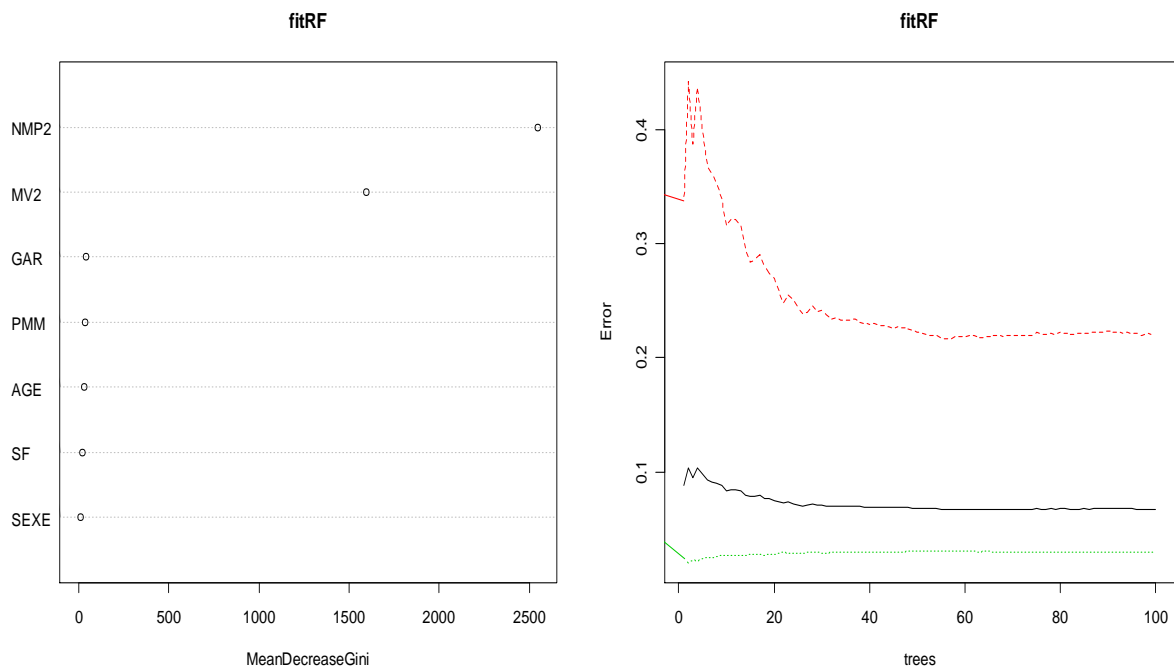 fitRF
NMP2
MV2
GAR
PMM
AGE
SF
SEXE
0 500 1000 1500 2000 2500
MeanDecreaseGini
fitRF
0.4
0.3
0.2
0.1
Error
0 20 40 60 80 100
trees